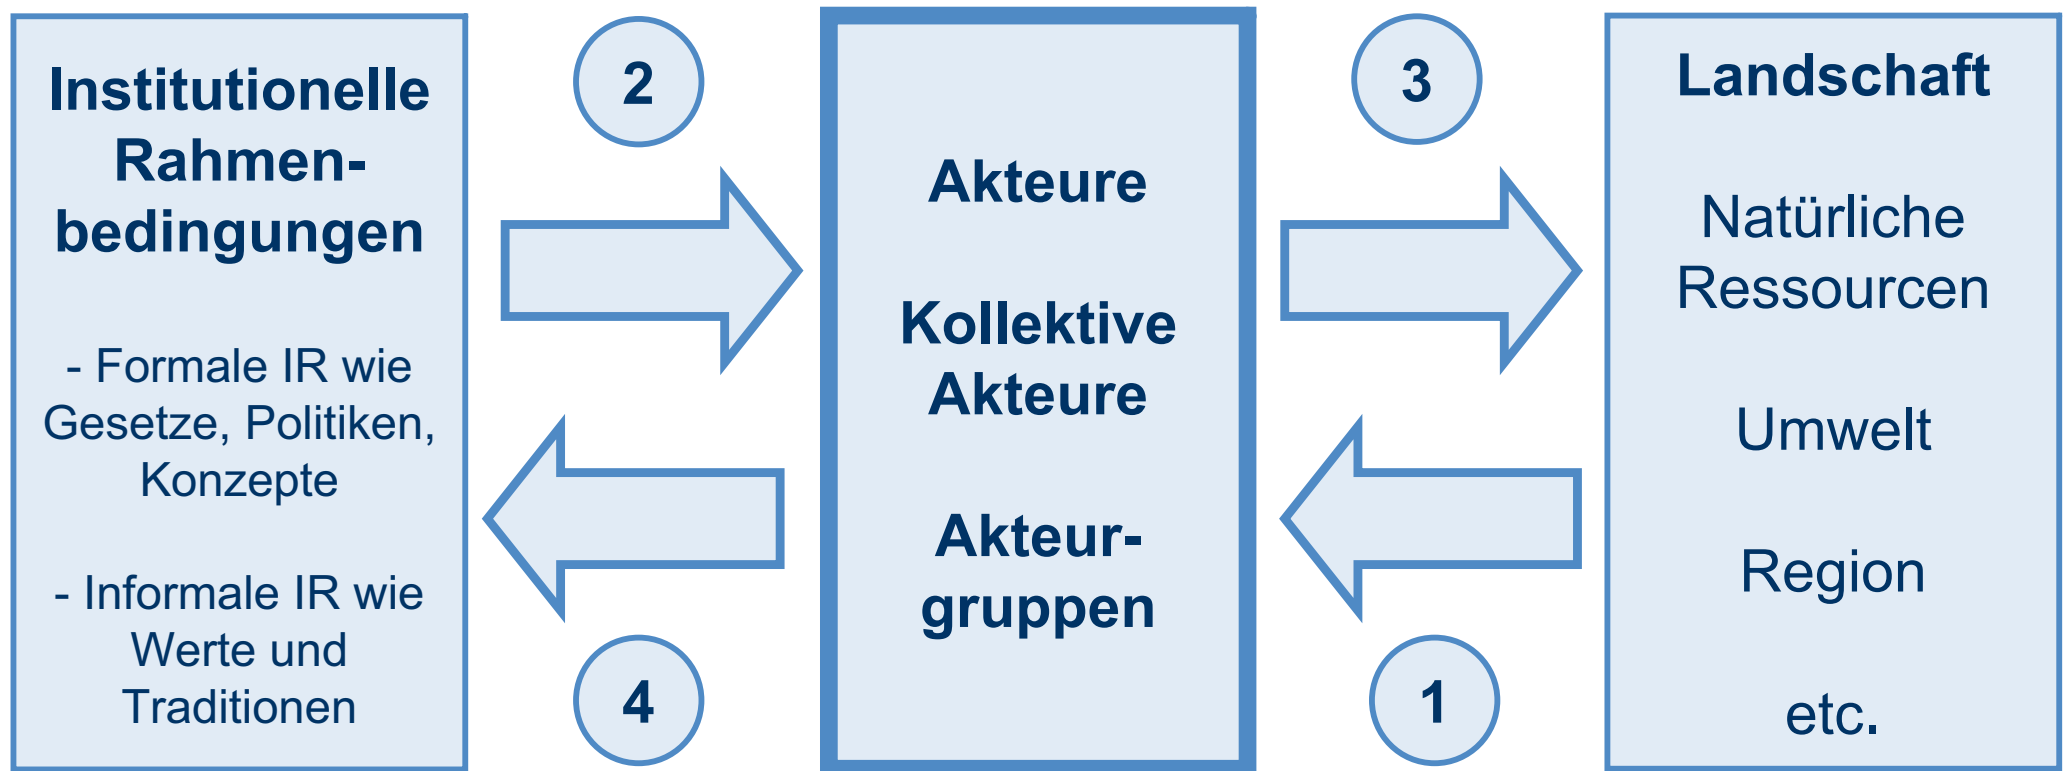 Institutionelle
Rahmen-
bedingungen
- Formale IR wie
Gesetze, Politiken,
Konzepte
- Informale IR wie
Werte und
Traditionen
2
4
Akteure
Kollektive
Akteure
Akteur-
gruppen
3
1
Landschaft
Natürliche
Ressourcen
Umwelt
Region
etc.